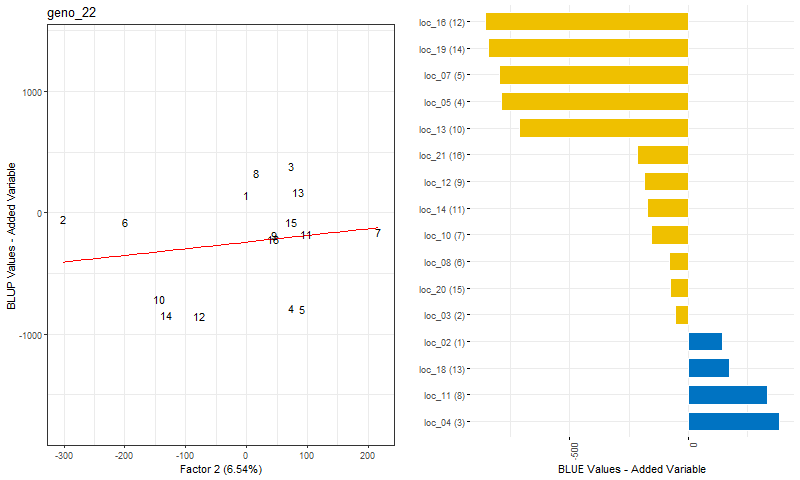 geno_22
BLUP Values - Added Variable
1000
0
-1000
3
8
13
1
2
6
15
7
9
11
16
10
14
12
4
5
-300
-200
-100
0
100
200
Factor 2 (6.54%)
loc_16 (12)
loc_19 (14)
loc_07 (5)
loc_05 (4)
loc_13 (10)
loc_21 (16)
loc_12 (9)
loc_14 (11)
loc_10 (7)
loc_08 (6)
loc_20 (15)
loc_03 (2)
loc_02 (1)
loc_18 (13)
loc_11 (8)
loc_04 (3)
-500
0
BLUE Values - Added Variable